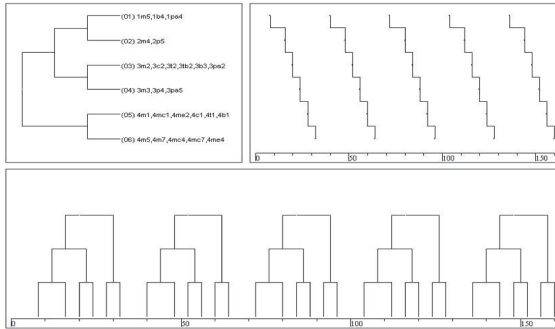 (01) 1m5,1b4,1pa4
(02) 2m4,2p5
(03) 3m2,3c2,3t2,3tb2,3b3,3pa2
(04) 3m3,3p4,3pa5
(05) 4m1,4mc1,4me2,4c1,4t1,4b1
(06) 4m5,4m7,4mc4,4mc7,4me4
0 50 100 150
0 50 100 150